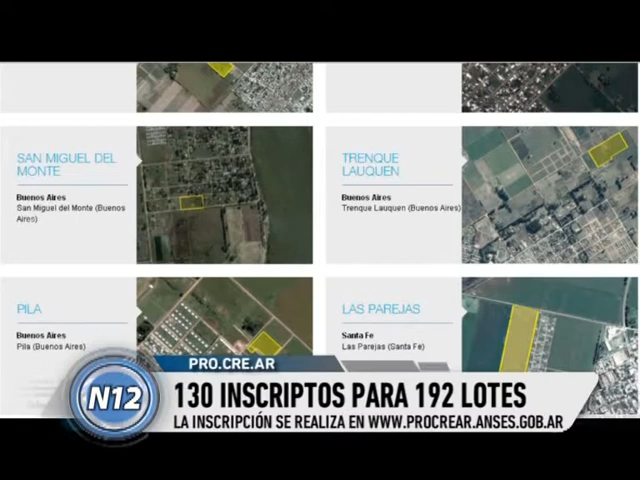 SAN MIGUEL DEL
MONTE
Buenos Aires
San Miguel del Monte (Buenos
Aires)
TRENQUE
LAUQUEN
Buenos Aires
Trenque Lauquen (Buenos Aires)
PILA
Buenos Aires
Pila (Buenos Aires)
LAS PAREJAS
Santa Fe
Las Parejas (Santa Fe)
PRO.CRE.AR
N12
130 INSCRIPTOS PARA 192 LOTES
LA INSCRIPCIÓN SE REALIZA EN WWW.PROCREAR.ANSES.GOB.AR